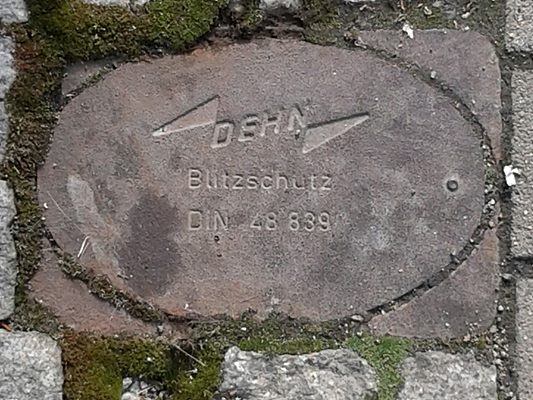 DEHN
Blitzschutz
DIN 48 839